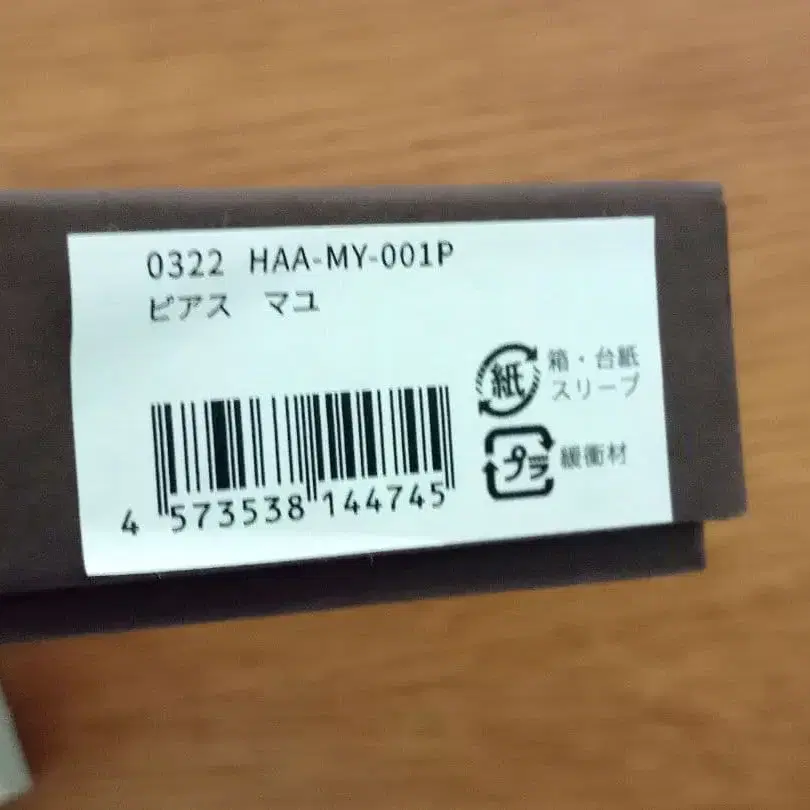 0322 HAA-MY-001P
ピアス マユ
紙 箱・台紙
スリーブ
プラ 緩衝材
4 573538 144745